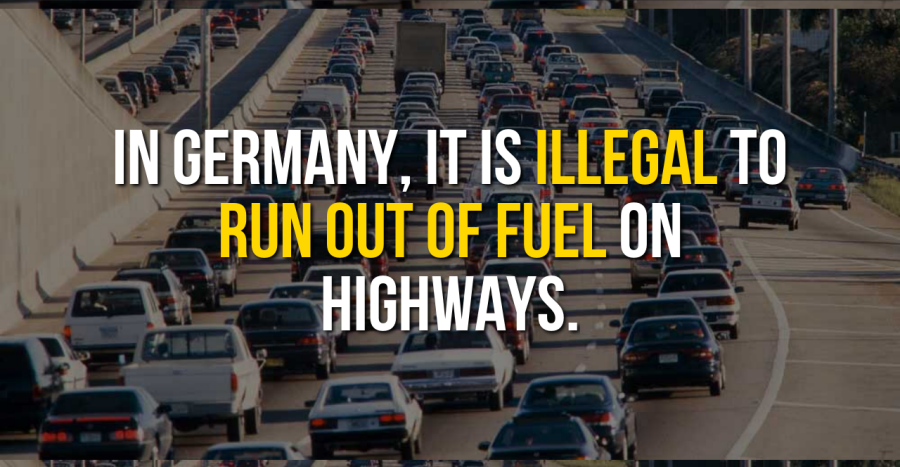 IN GERMANY, IT IS ILLEGAL TO
RUN OUT OF FUEL ON
HIGHWAYS.